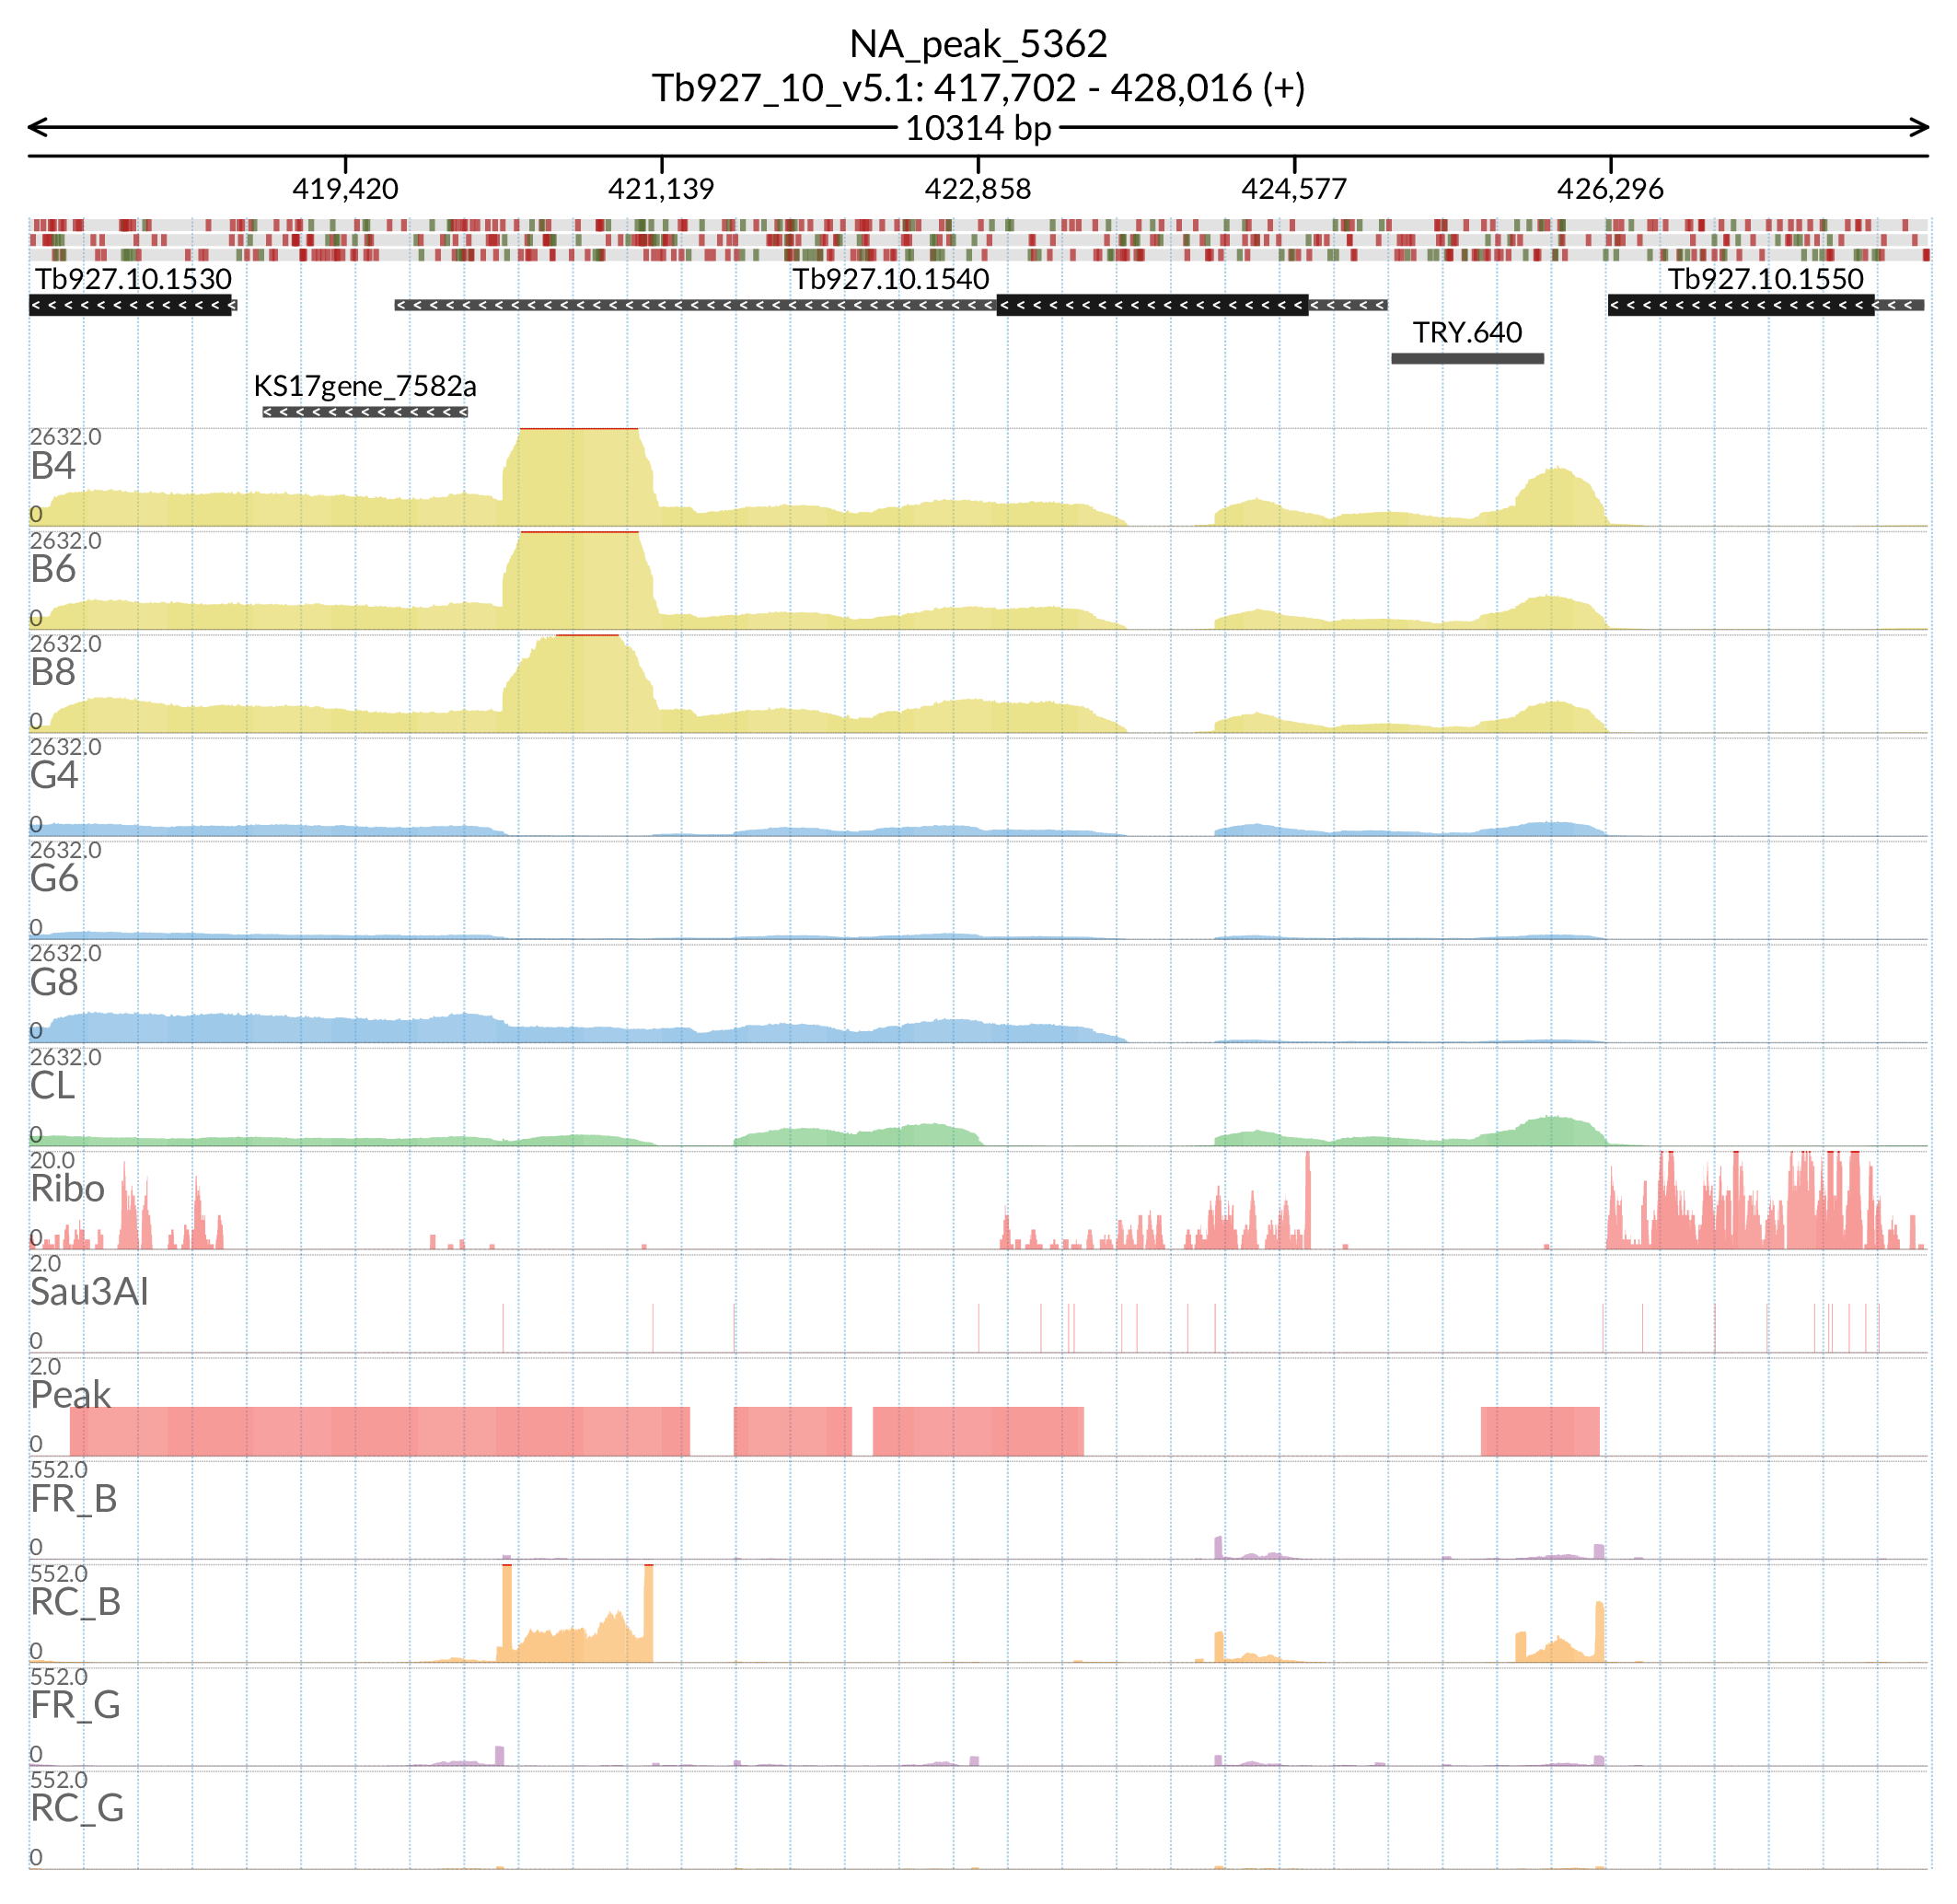 NA_peak_5362
Tb927_10_v5.1: 417,702 - 428,016 (+)
10314 bp
419,420 421,139 422,858 424,577 426,296
Tb927.10.1530 Tb927.10.1540 Tb927.10.1550
TRY.640
KS17gene_7582a
2632.0
B4
0
2632.0
B6
0
2632.0
B8
0
2632.0
G4
0
2632.0
G6
0
2632.0
G8
0
2632.0
CL
0
20.0
Ribo
0
2.0
Sau3AI
0
2.0
Peak
0
552.0
FR_B
0
552.0
RC_B
0
552.0
FR_G
0
552.0
RC_G
0